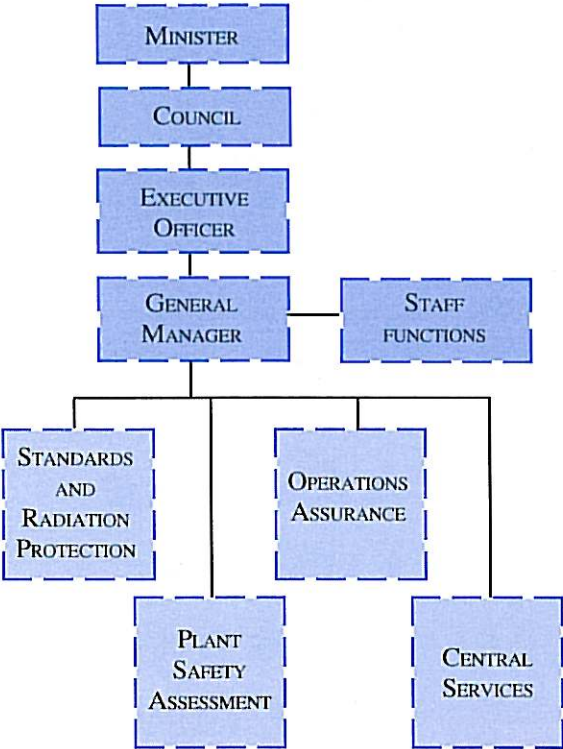 MINISTER
COUNCIL
EXECUTIVE
OFFICER
GENERAL
MANAGER
STAFF
FUNCTIONS
STANDARDS
AND
RADIATION
PROTECTION
OPERATIONS
ASSURANCE
PLANT
SAFETY
ASSESSMENT
CENTRAL
SERVICES